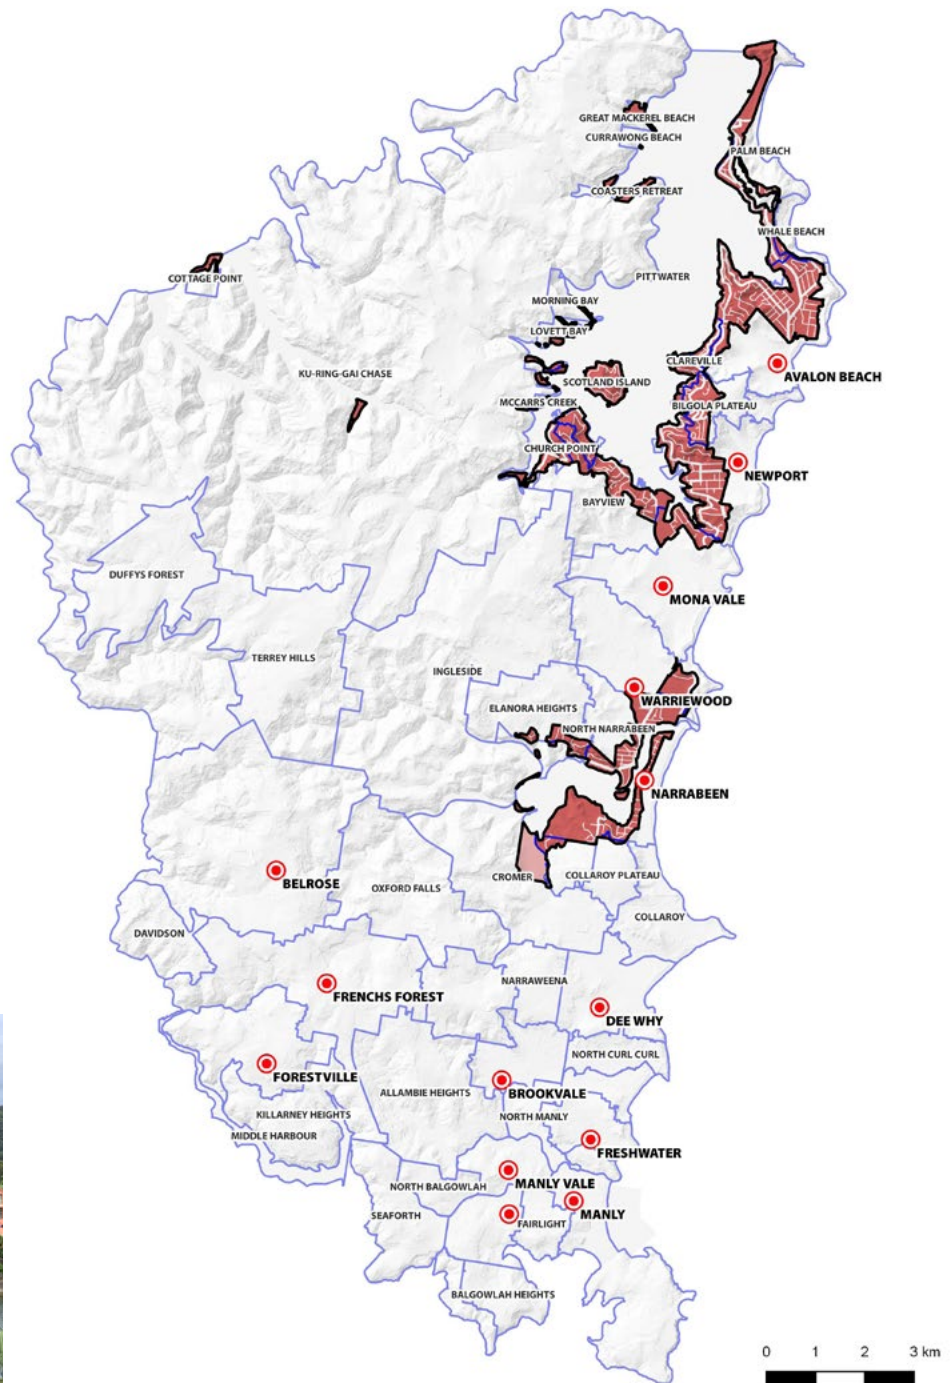 GREAT MACKEREL BEACH
CURRAWONG BEACH
PALM BEACH
COASTERS RETREAT
WHALE BEACH
COTTAGE POINT
PITTWATER
MORNING BAY
LOVETT BAY
CLAREVILLE
AVALON BEACH
KU-RING-GAI CHASE
SCOTLAND ISLAND
MCCARRS CREEK
BILGOLA PLATEAU
CHURCH POINT
NEWPORT
BAYVIEW
DUFFYS FOREST
MONA VALE
TERREY HILLS
INGLESIDE
WARRIEWOOD
ELANORA HEIGHTS
NORTH NARRABEEN
NARRABEEN
CROMER
COLLAROY PLATEAU
BELROSE
OXFORD FALLS
COLLAROY
DAVIDSON
NARRAWEENA
FRENCHS FOREST
DEE WHY
NORTH CURL CURL
FORESTVILLE
ALLAMBIE HEIGHTS
BROOKVALE
KILLARNEY HEIGHTS
NORTH MANLY
MIDDLE HARBOUR
FRESHWATER
MANLY VALE
NORTH BALGOWLAH
SEAFORTH
MANLY
FAIRLIGHT
BALGOWLAH HEIGHTS
0 1 2 3 km